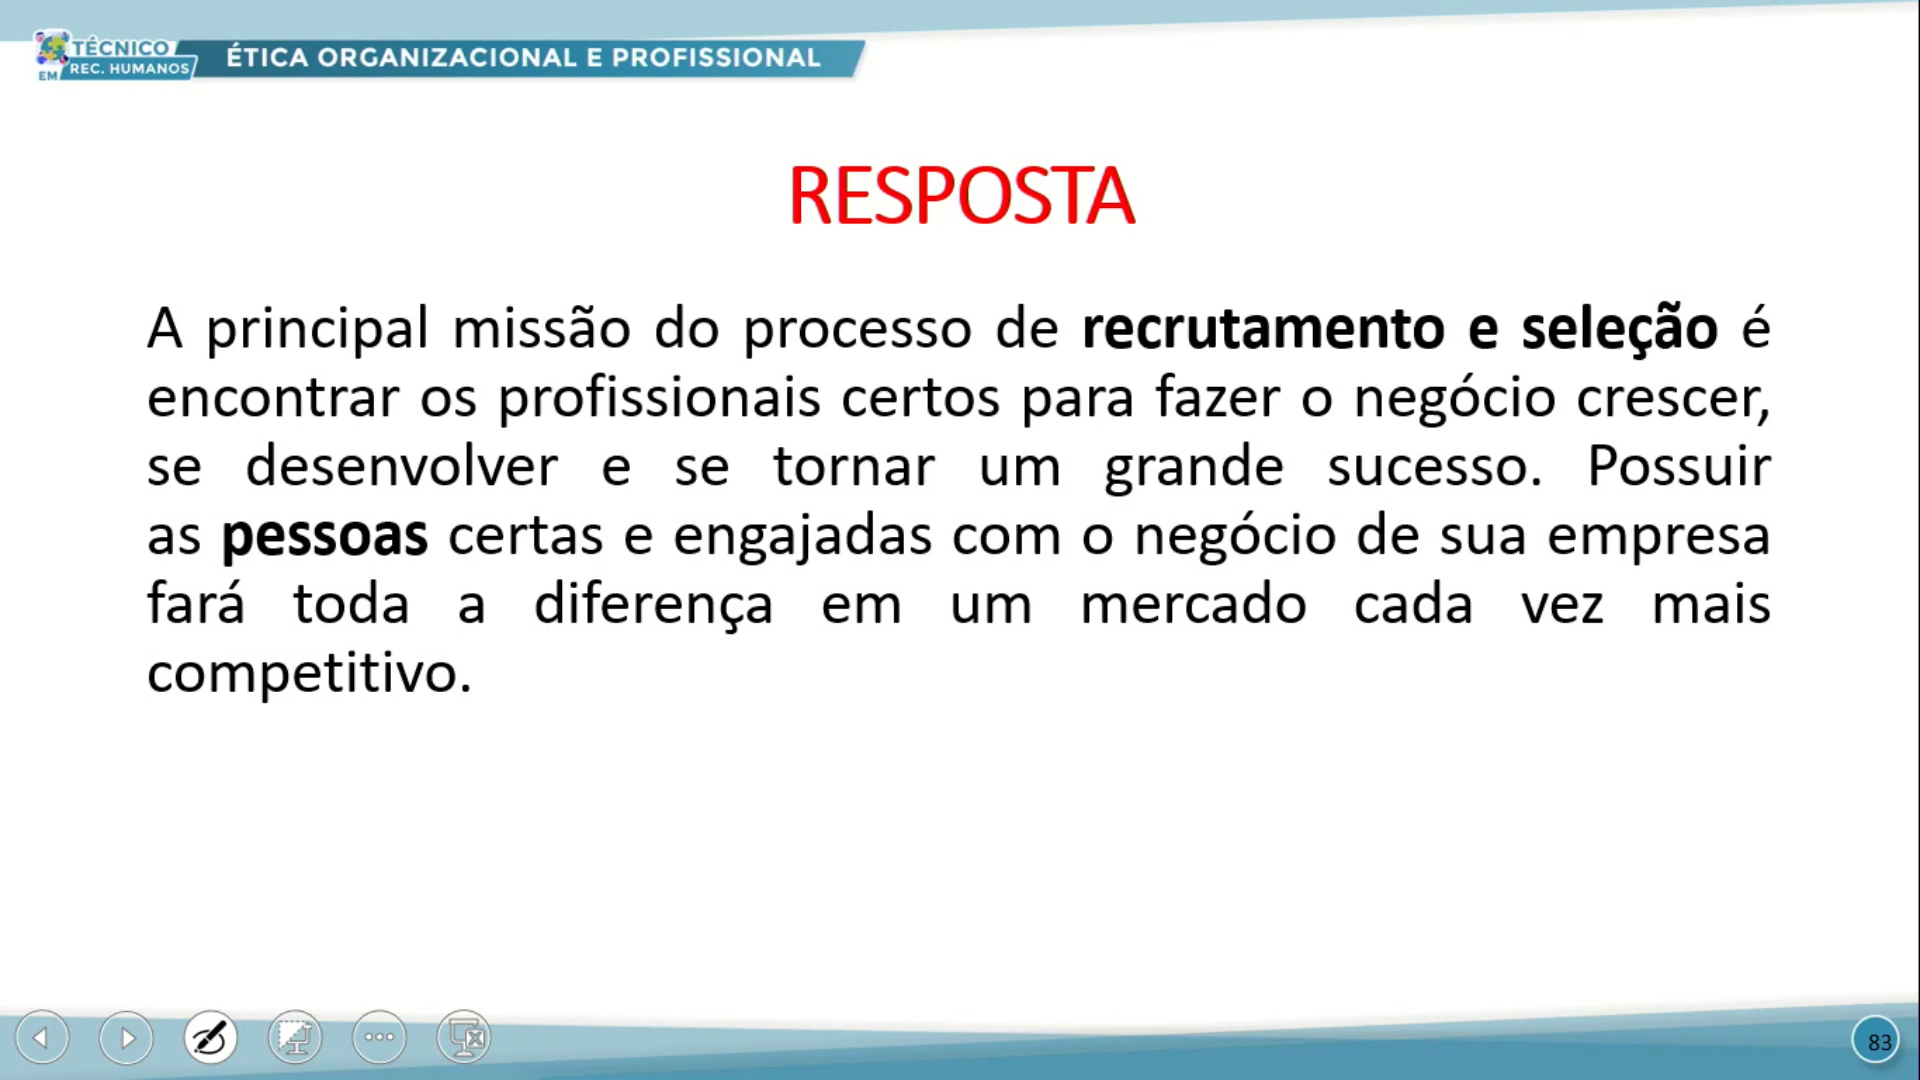 TÉCNICO
EM REC. HUMANOS
ÉTICA ORGANIZACIONAL E PROFISSIONAL
RESPOSTA
A principal missão do processo de recrutamento e seleção é
encontrar os profissionais certos para fazer o negócio crescer,
se desenvolver e se tornar um grande sucesso. Possuir
as pessoas certas e engajadas com o negócio de sua empresa
fará toda a diferença em um mercado cada vez mais
competitivo.
83